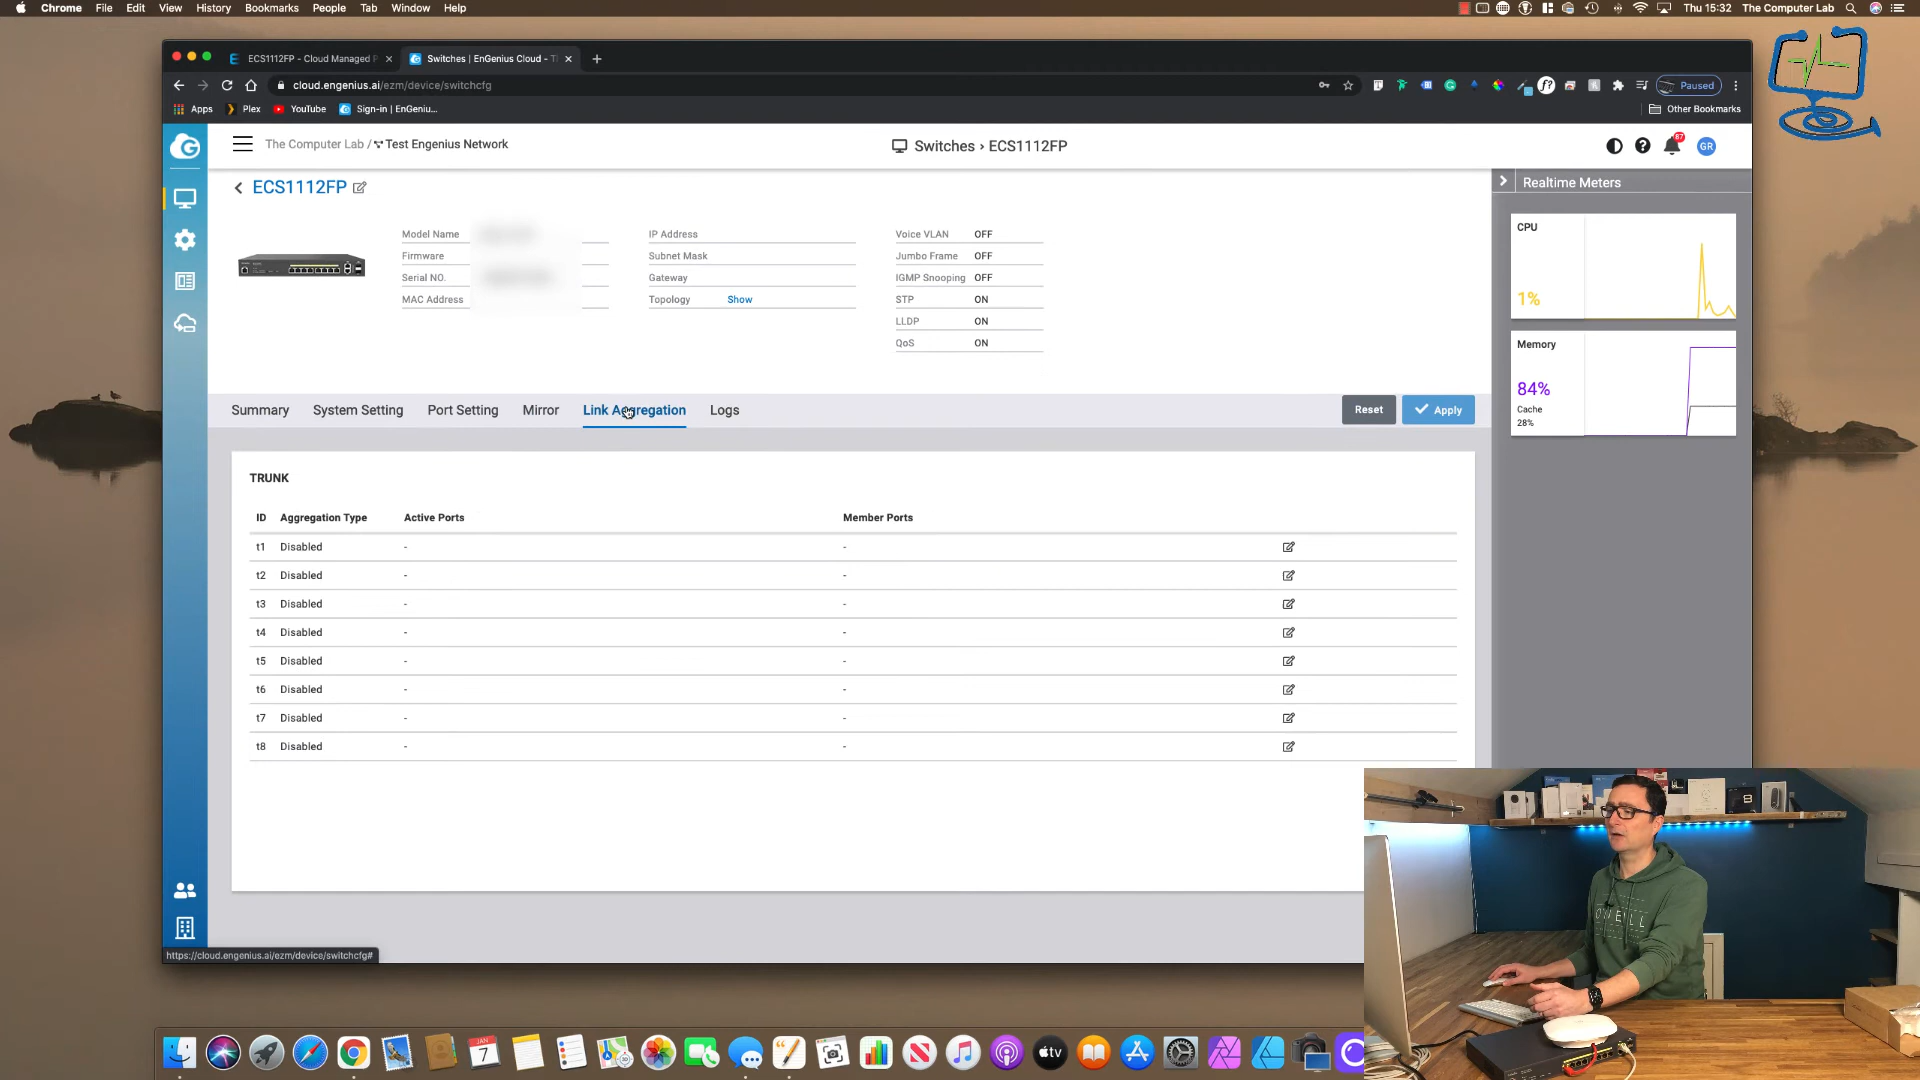 Chrome File Edit View History Bookmarks People Tab Window Help
Thu 15:32 The Computer Lab
ECS1112FP - Cloud Managed P
Switches | EnGenius Cloud - T
cloud.engenius.ai/ezm/device/switchcfg
Paused
Apps Plex YouTube Sign-in | EnGeniu...
Other Bookmarks
The Computer Lab / Test Engenius Network
Switches › ECS1112FP
87
GR
ECS1112FP
Realtime Meters
Model Name
Firmware
Serial NO.
MAC Address
IP Address
Subnet Mask
Gateway
Topology Show
Voice VLAN OFF
Jumbo Frame OFF
IGMP Snooping OFF
STP ON
LLDP ON
QoS ON
CPU
1%
Memory
84%
Cache
28%
Summary System Setting Port Setting Mirror Link Aggregation Logs
Reset Apply
TRUNK
ID Aggregation Type Active Ports Member Ports
t1 Disabled - -
t2 Disabled - -
t3 Disabled - -
t4 Disabled - -
t5 Disabled - -
t6 Disabled - -
t7 Disabled - -
t8 Disabled - -
https://cloud.engenius.ai/ezm/device/switchcfg#
JAN
7
tv